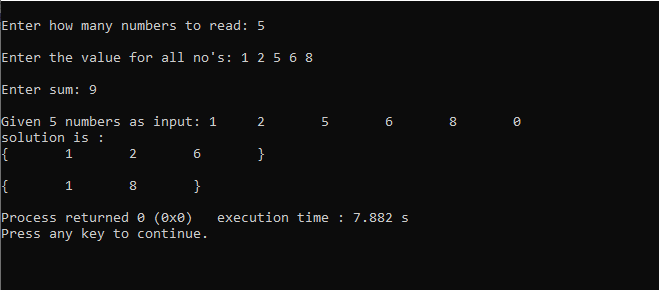 Enter how many numbers to read: 5
Enter the value for all no's: 1 2 5 6 8
Enter sum: 9
Given 5 numbers as input: 1 2 5 6 8 0
solution is :
{ 1 2 6 }
{ 1 8 }
Process returned 0 (0x0) execution time : 7.882 s
Press any key to continue.